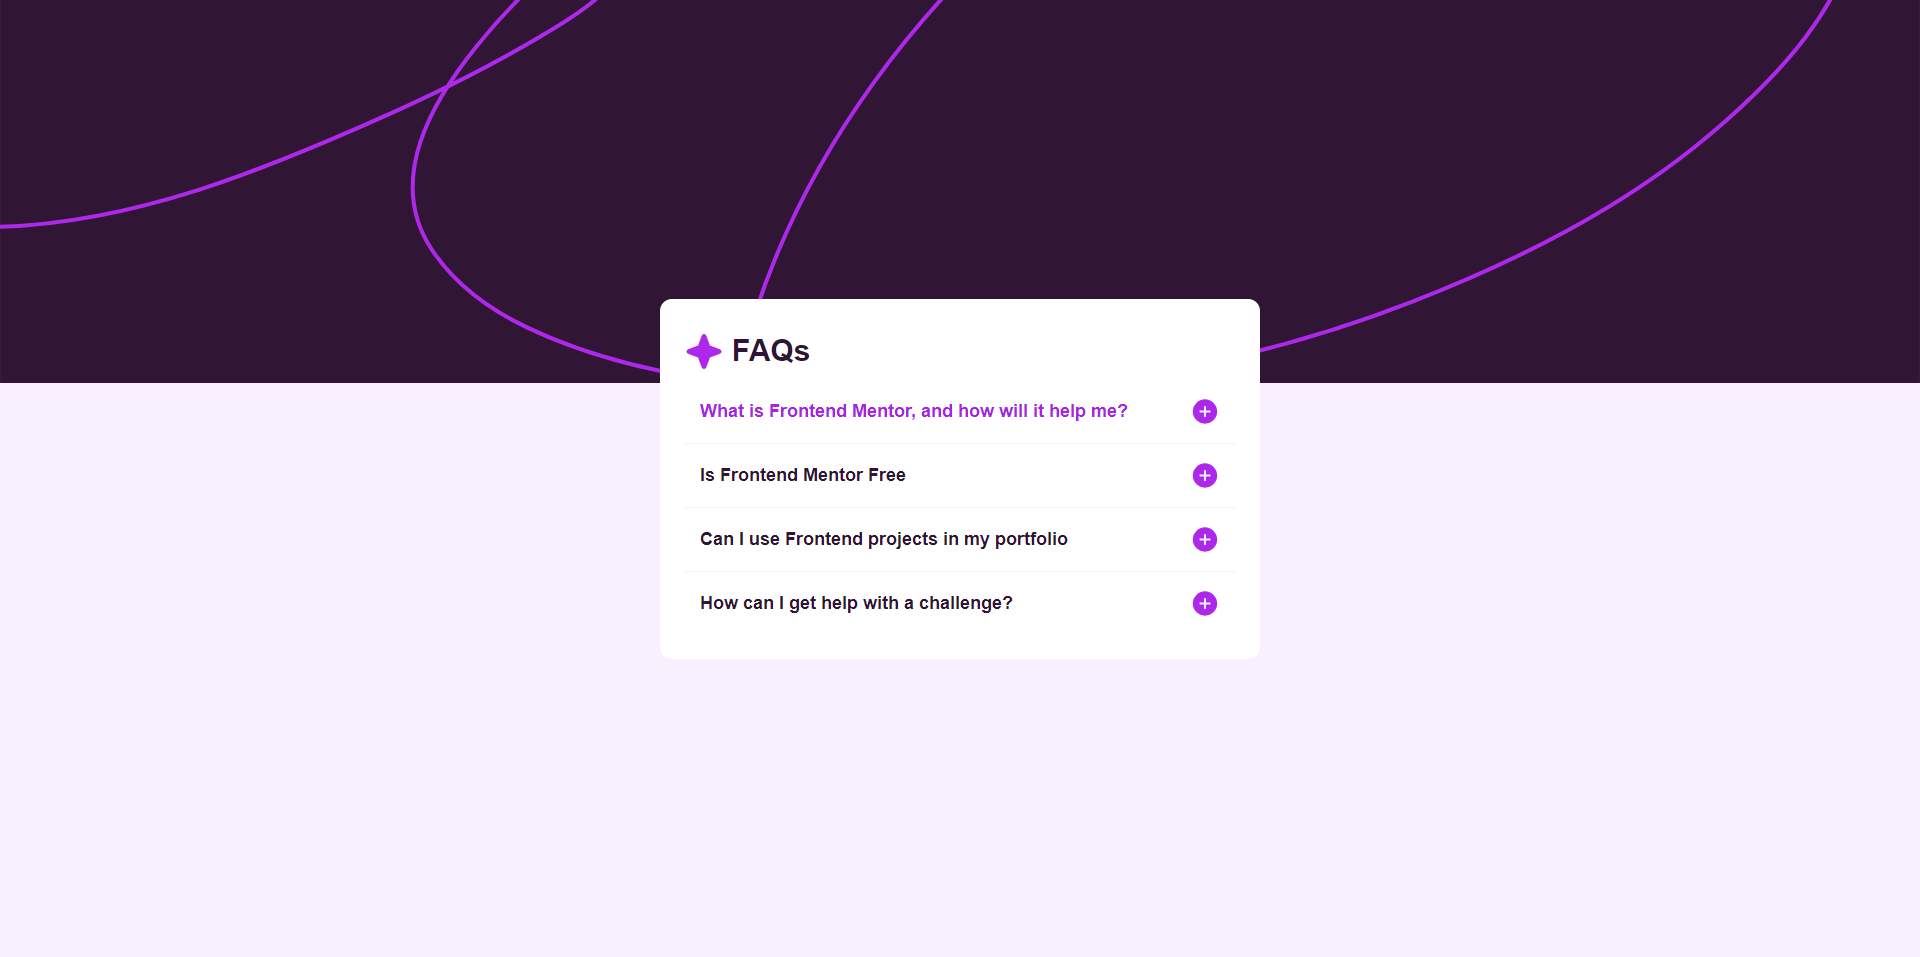 FAQs
What is Frontend Mentor, and how will it help me?
Is Frontend Mentor Free
Can I use Frontend projects in my portfolio
How can I get help with a challenge?